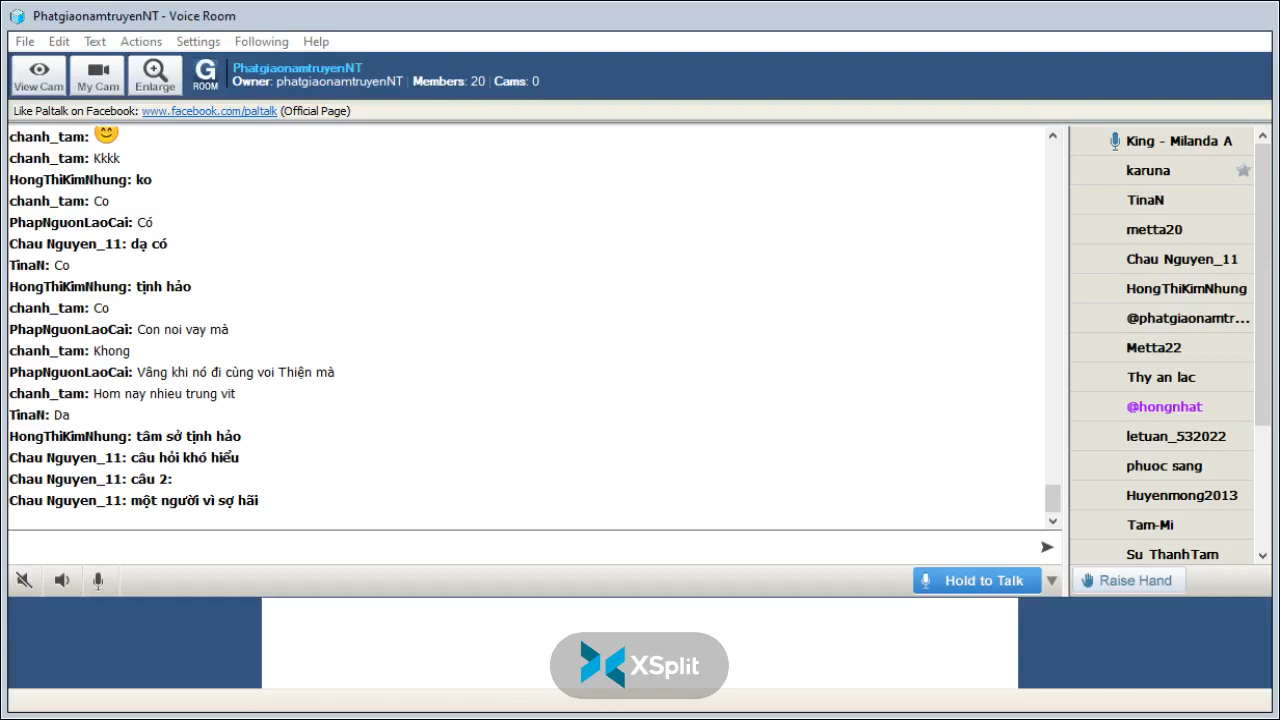 PhatgiaonamtruyenNT - Voice Room
File Edit Text Actions Settings Following Help
View Cam My Cam Enlarge G ROOM
PhatgiaonamtruyenNT
Owner: phatgiaonamtruyenNT | Members: 20 | Cams: 0
Like Paltalk on Facebook: www.facebook.com/paltalk (Official Page)
chanh_tam:
chanh_tam: Kkkk
HongThiKimNhung: ko
chanh_tam: Co
PhapNguonLaoCai: Có
Chau Nguyen_11: dạ có
TinaN: Co
HongThiKimNhung: tịnh hảo
chanh_tam: Co
PhapNguonLaoCai: Con noi vay mà
chanh_tam: Khong
PhapNguonLaoCai: Vâng khi nó đi cùng voi Thiện mà
chanh_tam: Hom nay nhieu trung vit
TinaN: Da
HongThiKimNhung: tâm sở tịnh hảo
Chau Nguyen_11: câu hỏi khó hiểu
Chau Nguyen_11: câu 2:
Chau Nguyen_11: một người vì sợ hãi
King - Milanda A
karuna
TinaN
metta20
Chau Nguyen_11
HongThiKimNhung
@phatgiaonamtr...
Metta22
Thy an lac
@hongnhat
letuan_532022
phuoc sang
Huyenmong2013
Tam-Mi
Su ThanhTam
Hold to Talk
Raise Hand
XSplit